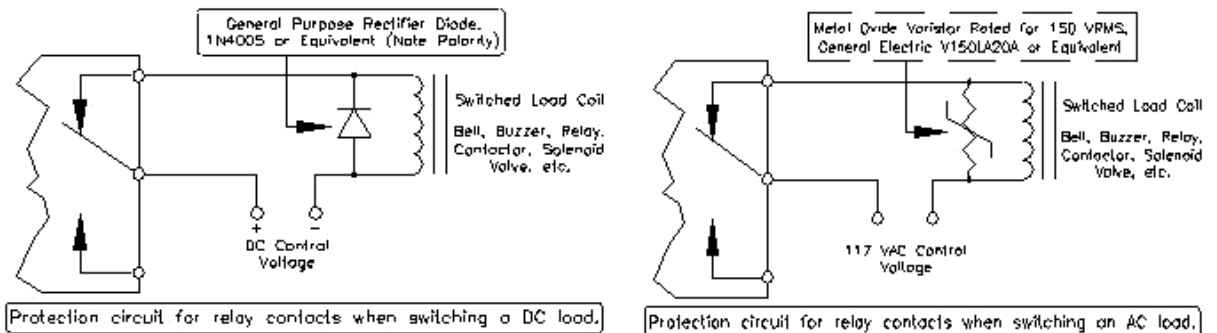 General Purpose Rectifier Diode.
1N4005 or Equivalent (Note Polarity)
Switched Load Coil
Bell, Buzzer, Relay,
Contactor, Solenoid
Valve, etc.
+ -
DC Control
Voltage
Protection circuit for relay contacts when switching a DC load.
Metal Oxide Varistor Rated for 150 VRMS,
General Electric V150LA20A or Equivalent
Switched Load Coil
Bell, Buzzer, Relay,
Contactor, Solenoid
Valve, etc.
117 VAC Control
Voltage
Protection circuit for relay contacts when switching an AC load.